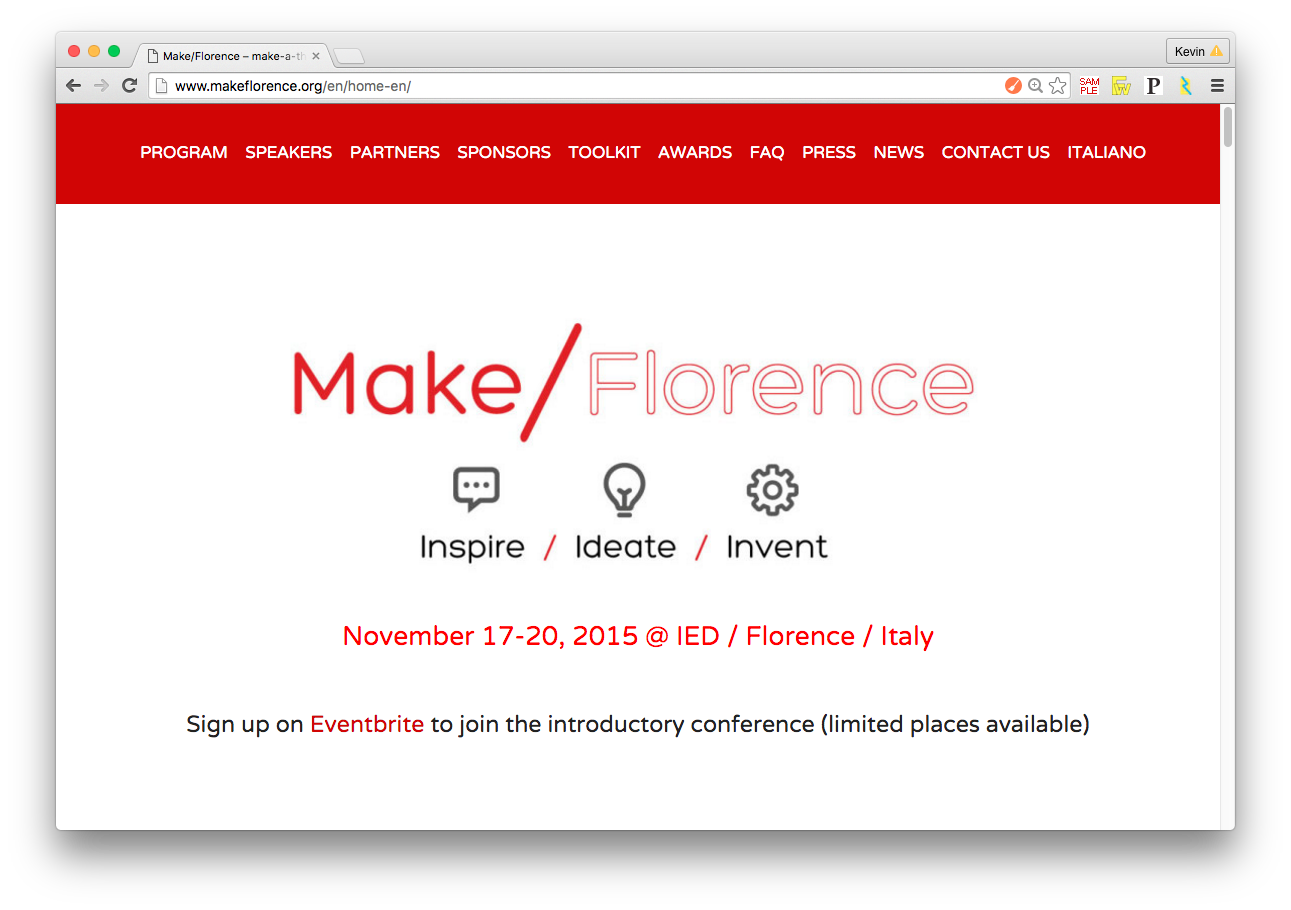 Make/Florence – make-a-th
Kevin
www.makeflorence.org/en/home-en/
SAM
PLE
P
PROGRAM SPEAKERS PARTNERS SPONSORS TOOLKIT AWARDS FAQ PRESS NEWS CONTACT US ITALIANO
Make/Florence
Inspire / Ideate / Invent
November 17-20, 2015 @ IED / Florence / Italy
Sign up on Eventbrite to join the introductory conference (limited places available)